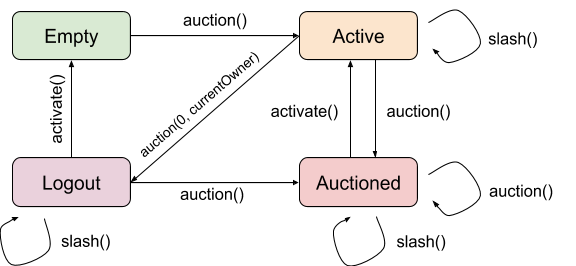 auction()
Empty
Active
slash()
auction(0, currentOwner)
activate()
activate()
auction()
Logout
auction()
Auctioned
auction()
slash()
slash()